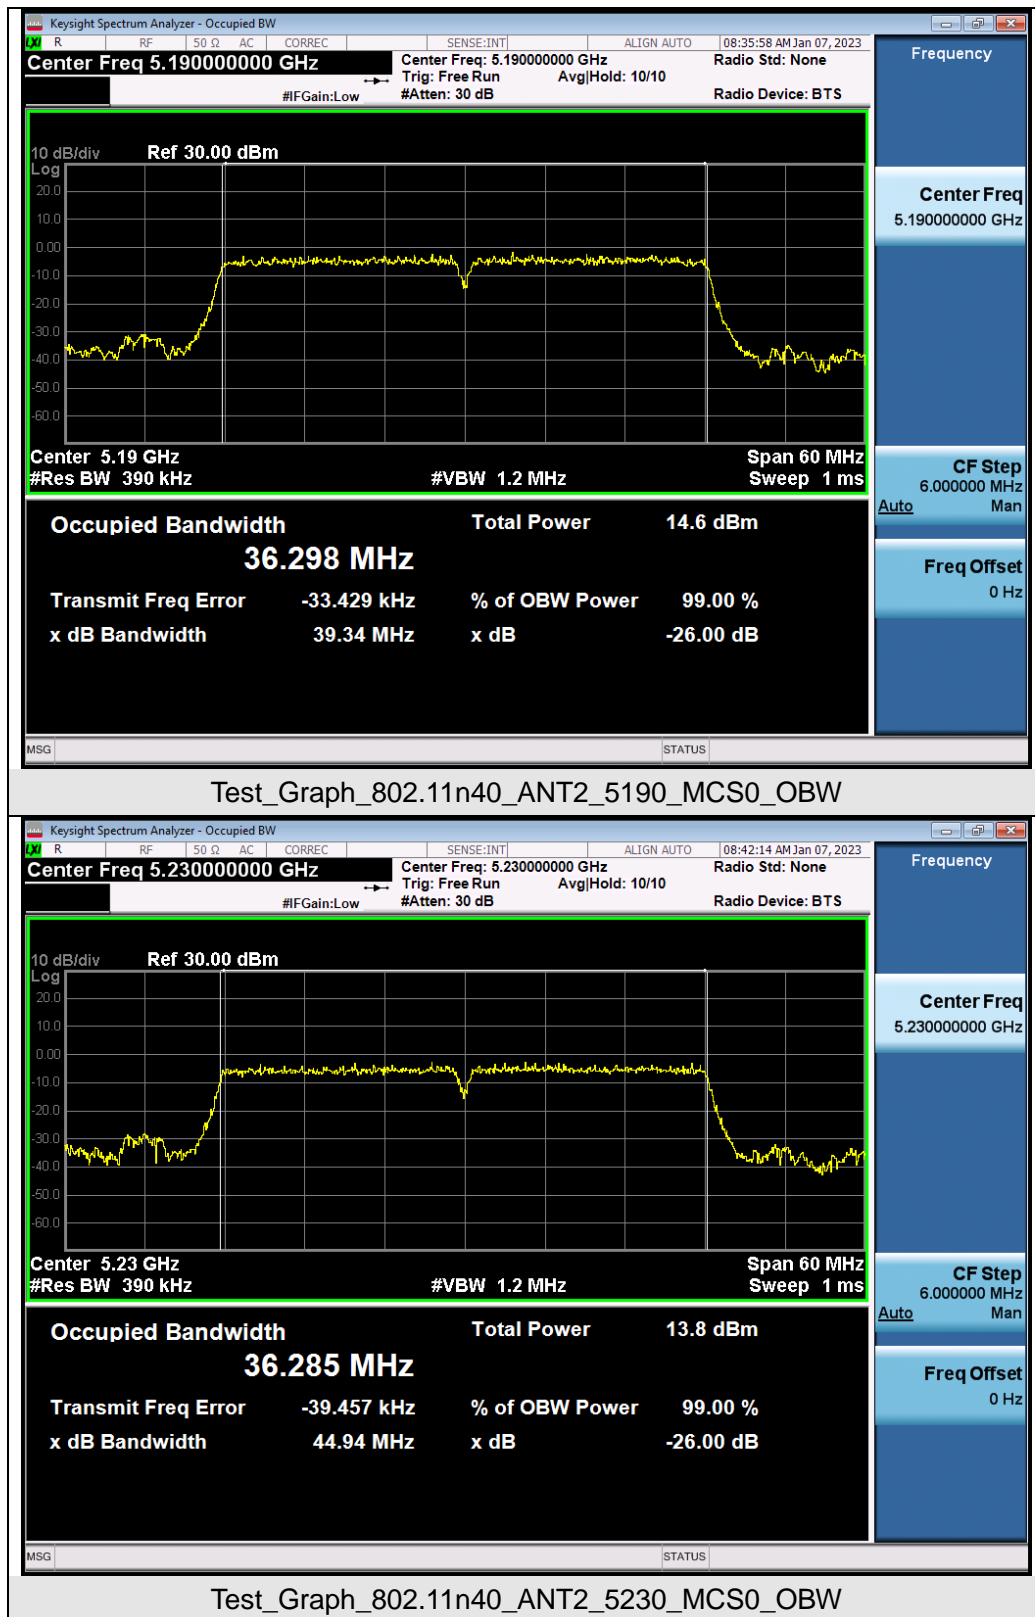 Keysight Spectrum Analyzer - Occupied BW
LXI R RF 50 Ω AC CORREC SENSE:INT ALIGN AUTO 08:35:58 AM Jan 07, 2023
Center Freq 5.190000000 GHz
Center Freq: 5.190000000 GHz
Radio Std: None
Trig: Free Run
Avg|Hold: 10/10
#IFGain:Low
#Atten: 30 dB
Radio Device: BTS
Frequency
10 dB/div
Ref 30.00 dBm
Log
20.0
10.0
0.00
-10.0
-20.0
-30.0
-40.0
-50.0
-60.0
Center 5.19 GHz
Span 60 MHz
#Res BW 390 kHz
#VBW 1.2 MHz
Sweep 1 ms
Center Freq
5.190000000 GHz
CF Step
6.000000 MHz
Auto Man
Freq Offset
0 Hz
Occupied Bandwidth
Total Power 14.6 dBm
36.298 MHz
Transmit Freq Error -33.429 kHz
% of OBW Power 99.00 %
x dB Bandwidth 39.34 MHz
x dB -26.00 dB
MSG
STATUS
Test_Graph_802.11n40_ANT2_5190_MCS0_OBW
Keysight Spectrum Analyzer - Occupied BW
LXI R RF 50 Ω AC CORREC SENSE:INT ALIGN AUTO 08:42:14 AM Jan 07, 2023
Center Freq 5.230000000 GHz
Center Freq: 5.230000000 GHz
Radio Std: None
Trig: Free Run
Avg|Hold: 10/10
#IFGain:Low
#Atten: 30 dB
Radio Device: BTS
Frequency
10 dB/div
Ref 30.00 dBm
Log
20.0
10.0
0.00
-10.0
-20.0
-30.0
-40.0
-50.0
-60.0
Center 5.23 GHz
Span 60 MHz
#Res BW 390 kHz
#VBW 1.2 MHz
Sweep 1 ms
Center Freq
5.230000000 GHz
CF Step
6.000000 MHz
Auto Man
Freq Offset
0 Hz
Occupied Bandwidth
Total Power 13.8 dBm
36.285 MHz
Transmit Freq Error -39.457 kHz
% of OBW Power 99.00 %
x dB Bandwidth 44.94 MHz
x dB -26.00 dB
MSG
STATUS
Test_Graph_802.11n40_ANT2_5230_MCS0_OBW